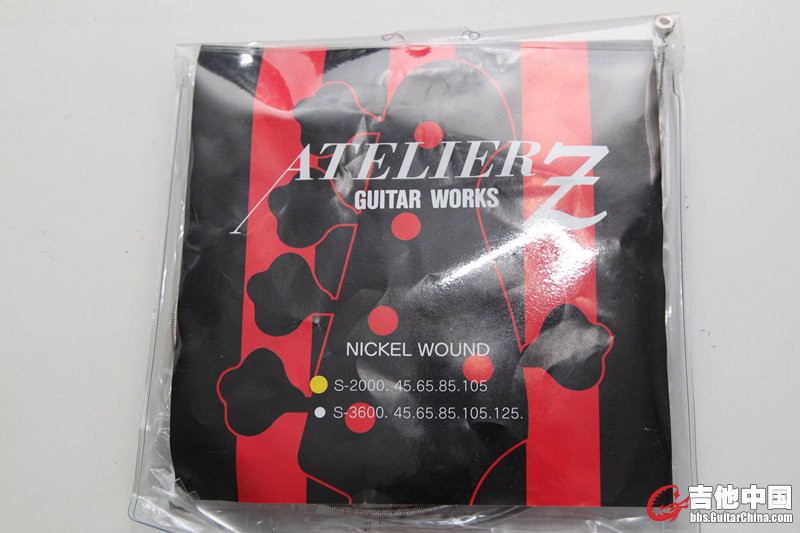 ATELIER Z
GUITAR WORKS
NICKEL WOUND
S-2000. 45.65.85.105
S-3600. 45.65.85.105.125.
吉他中国
bbs.GuitarChina.com